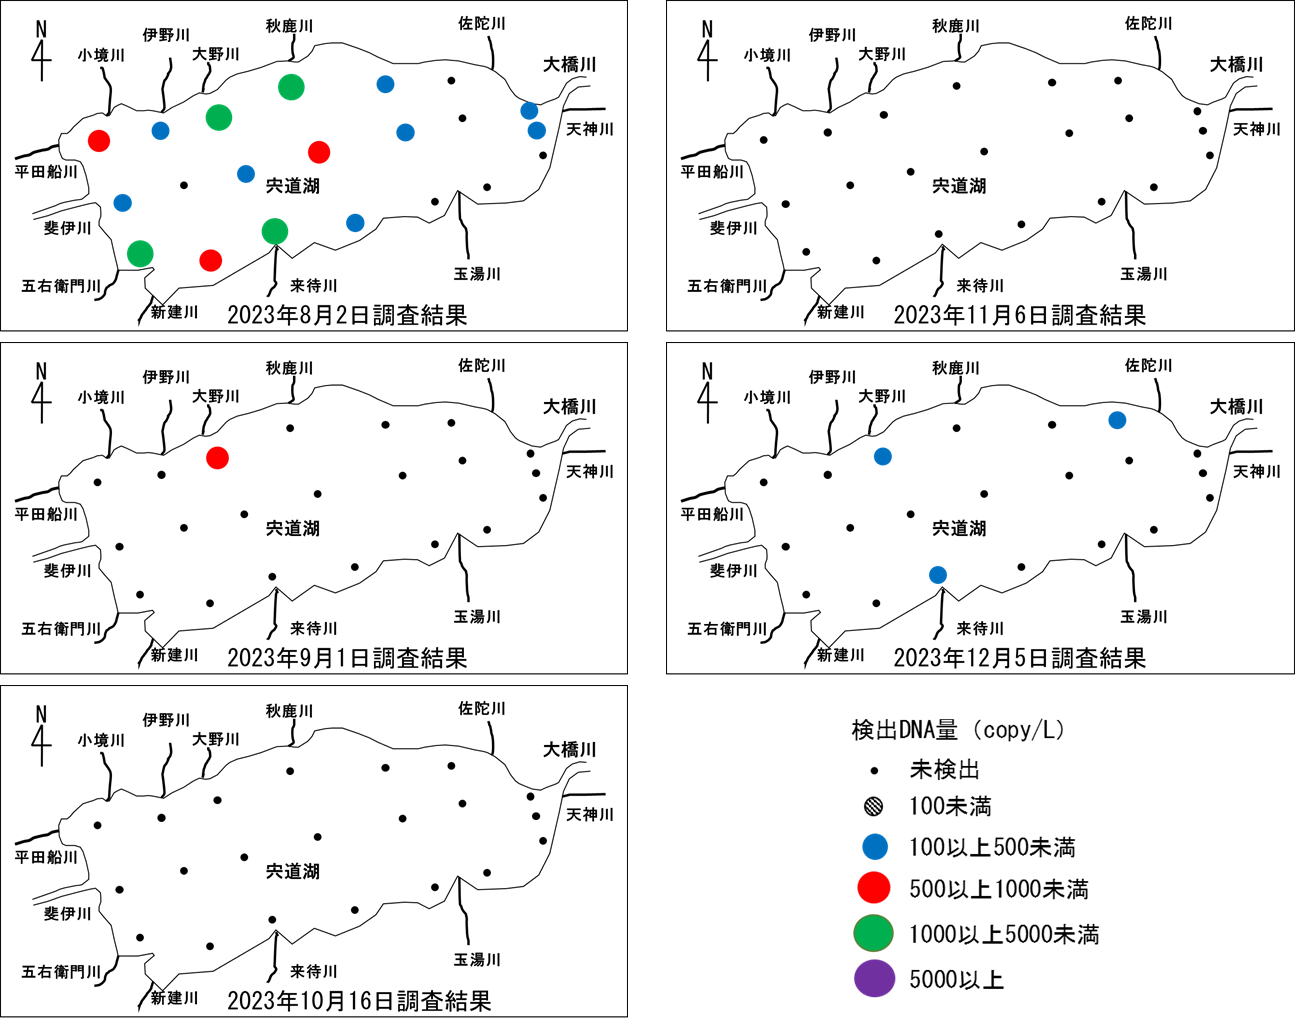 N
小境川
伊野川
大野川
秋鹿川
佐陀川
大橋川
天神川
平田船川
宍道湖
斐伊川
五右衛門川
新建川
来待川
玉湯川
2023年8月2日調査結果
N
小境川
伊野川
大野川
秋鹿川
佐陀川
大橋川
天神川
平田船川
宍道湖
斐伊川
五右衛門川
新建川
来待川
玉湯川
2023年11月6日調査結果
N
小境川
伊野川
大野川
秋鹿川
佐陀川
大橋川
天神川
平田船川
宍道湖
斐伊川
五右衛門川
新建川
来待川
玉湯川
2023年9月1日調査結果
N
小境川
伊野川
大野川
秋鹿川
佐陀川
大橋川
天神川
平田船川
宍道湖
斐伊川
五右衛門川
新建川
来待川
玉湯川
2023年12月5日調査結果
N
小境川
伊野川
大野川
秋鹿川
佐陀川
大橋川
天神川
平田船川
宍道湖
斐伊川
五右衛門川
新建川
来待川
玉湯川
2023年10月16日調査結果
検出DNA量（copy/L）
未検出
100未満
100以上500未満
500以上1000未満
1000以上5000未満
5000以上